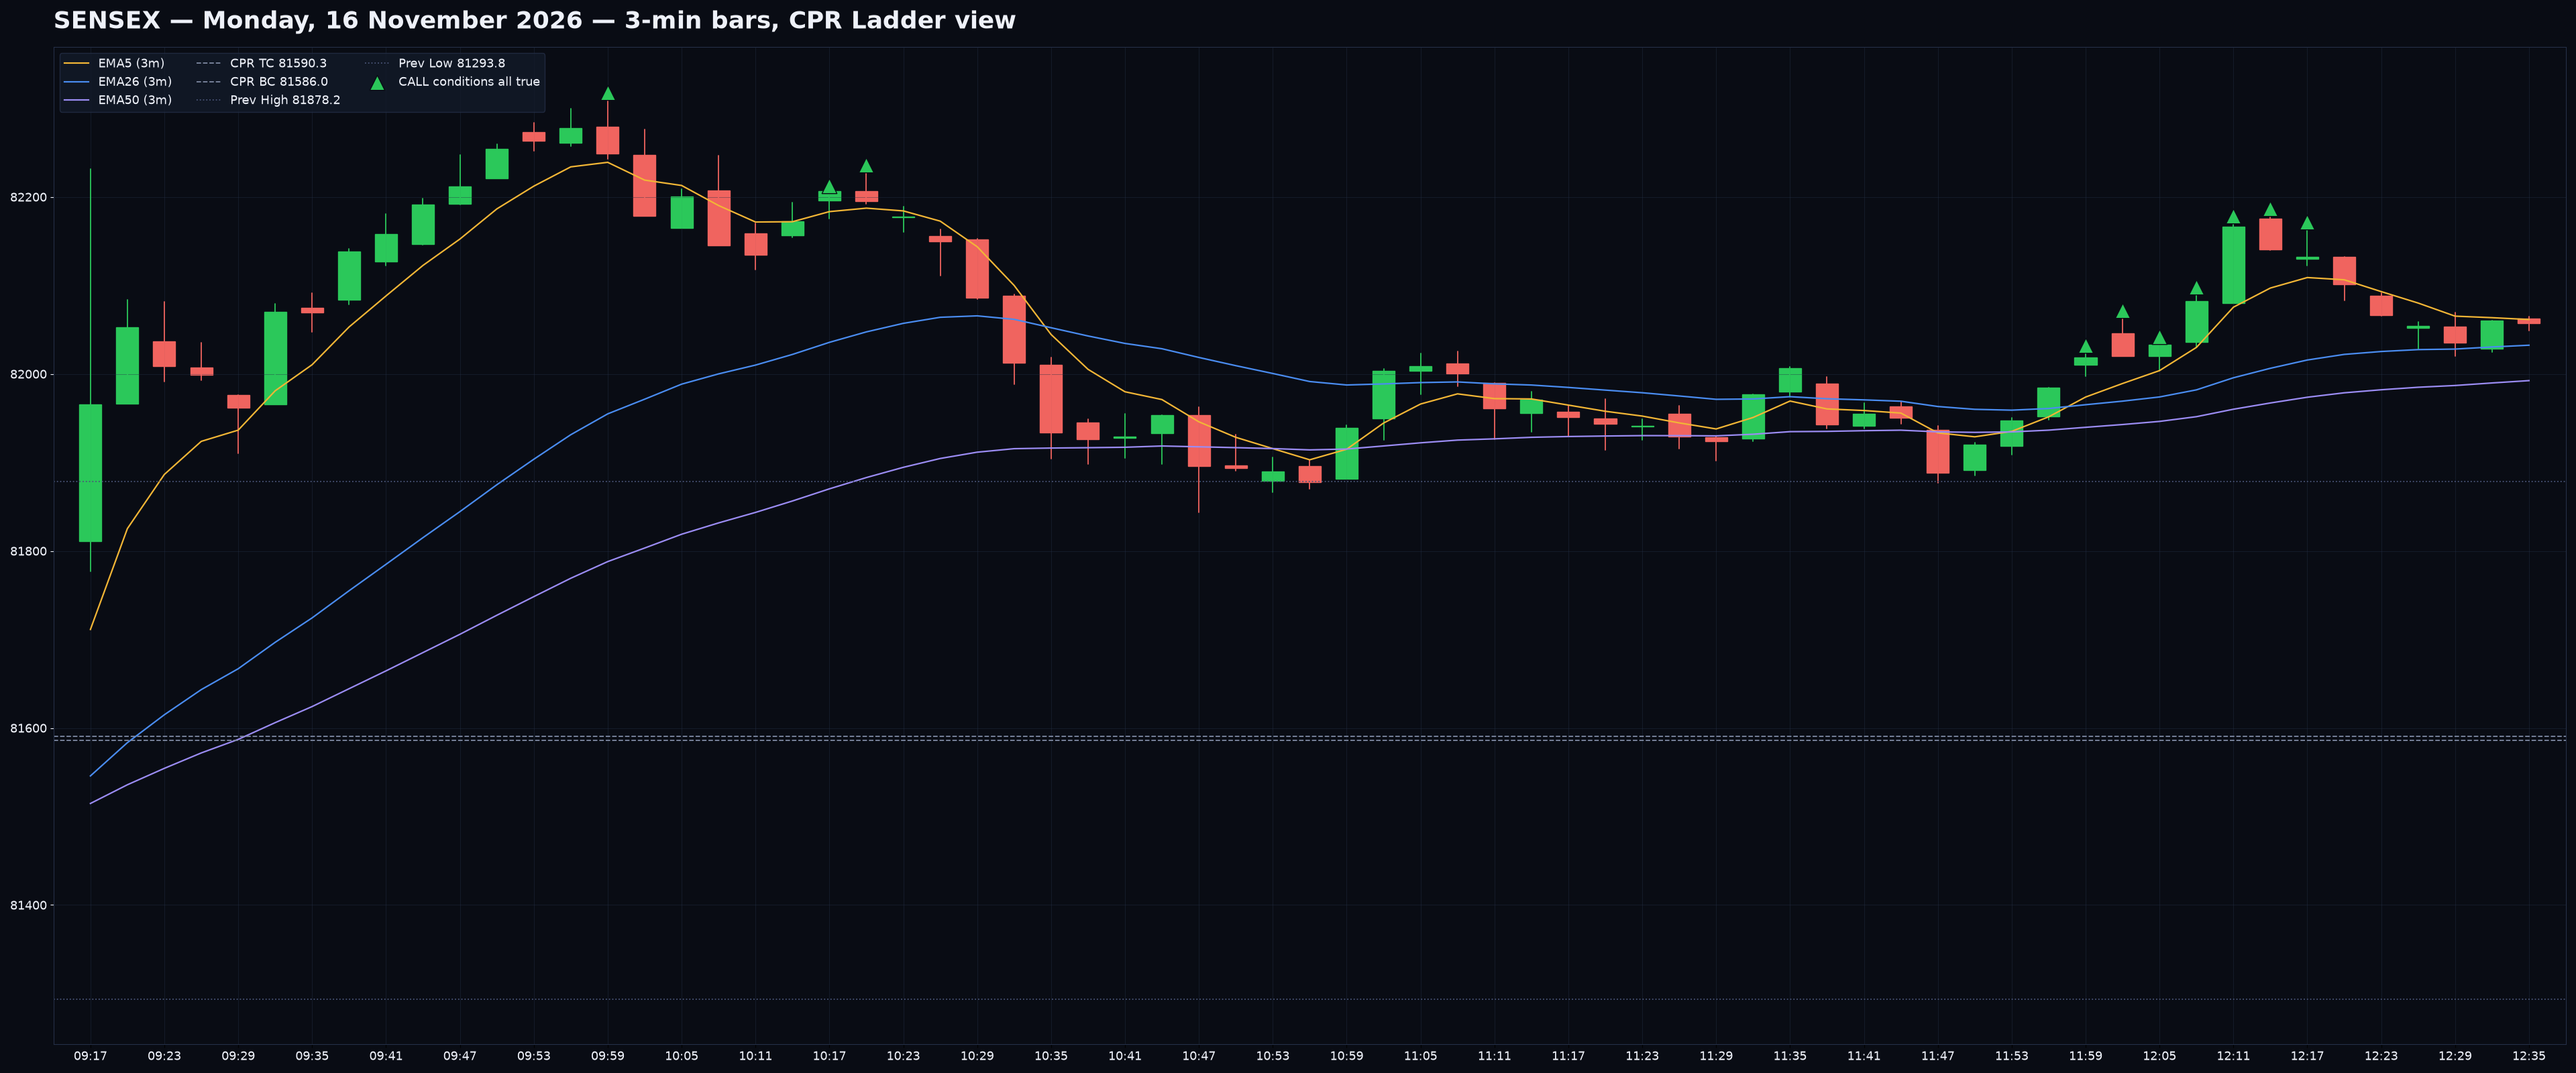 SENSEX — Monday, 16 November 2026 — 3-min bars, CPR Ladder view
EMA5 (3m)
EMA26 (3m)
EMA50 (3m)
CPR TC 81590.3
CPR BC 81586.0
Prev High 81878.2
Prev Low 81293.8
CALL conditions all true
82200
82000
81800
81600
81400
09:17 09:23 09:29 09:35 09:41 09:47 09:53 09:59 10:05 10:11 10:17 10:23 10:29 10:35 10:41 10:47 10:53 10:59 11:05 11:11 11:17 11:23 11:29 11:35 11:41 11:47 11:53 11:59 12:05 12:11 12:17 12:23 12:29 12:35